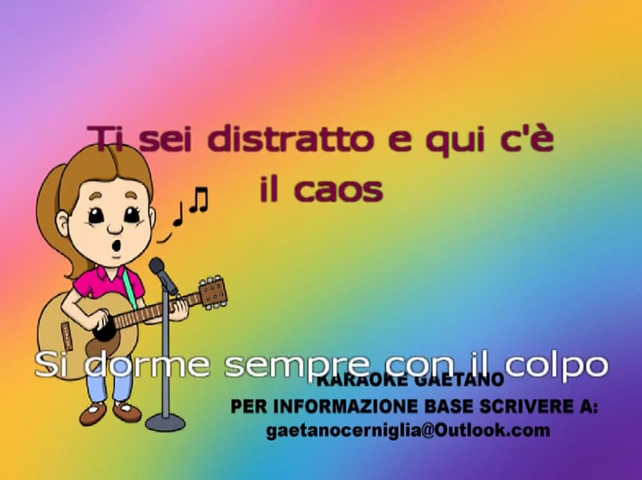 Ti sei distratto e qui c'è
il caos
Si dorme sempre con il colpo
KARAOKE GAETANO
PER INFORMAZIONE BASE SCRIVERE A:
gaetanocerniglia@Outlook.com